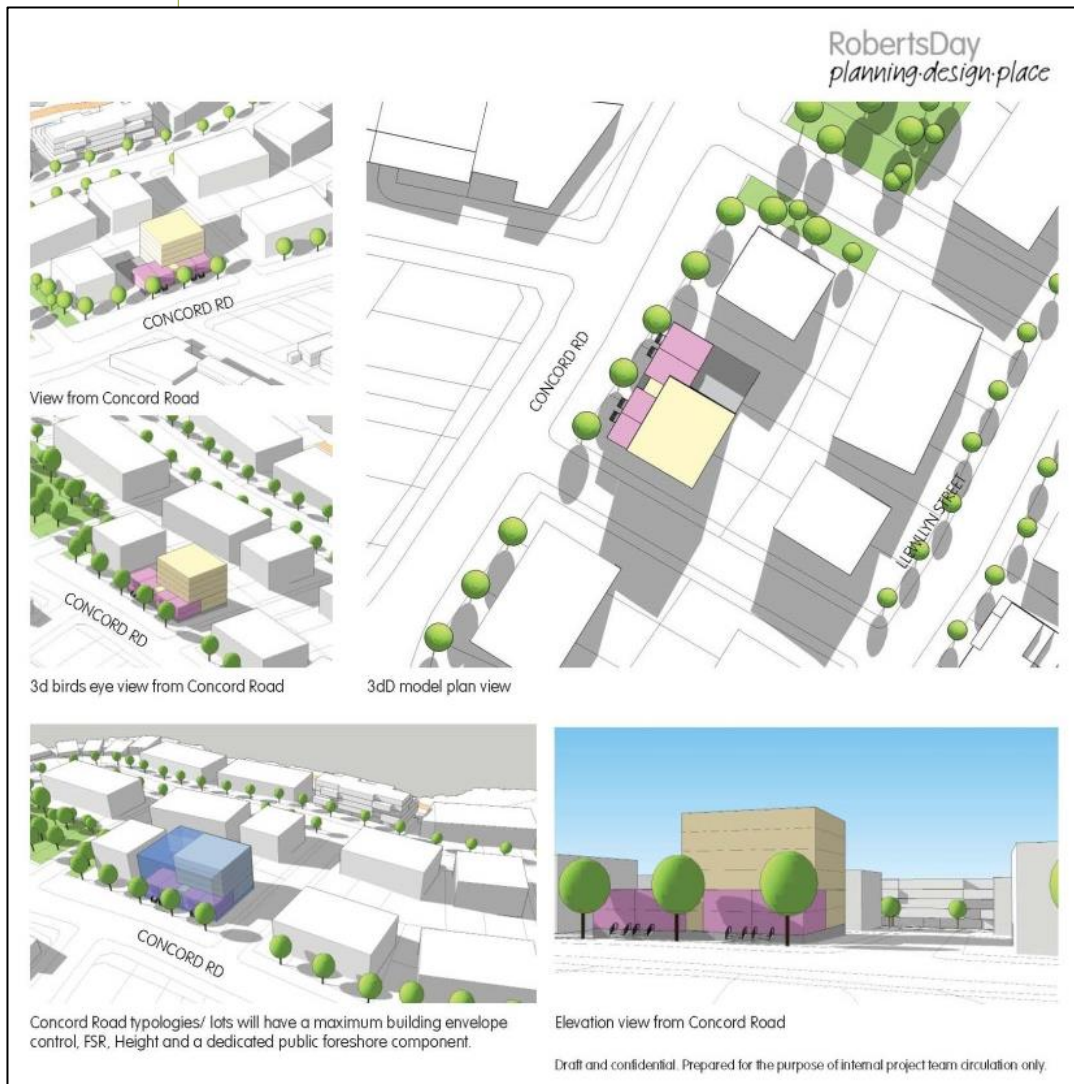 RobertsDay
planning·design·place
CONCORD RD
View from Concord Road
CONCORD RD
3d birds eye view from Concord Road
CONCORD RD
LLEWLLYN STREET
3dD model plan view
CONCORD RD
Concord Road typologies/ lots will have a maximum building envelope
control, FSR, Height and a dedicated public foreshore component.
Elevation view from Concord Road
Draft and confidential. Prepared for the purpose of internal project team circulation only.